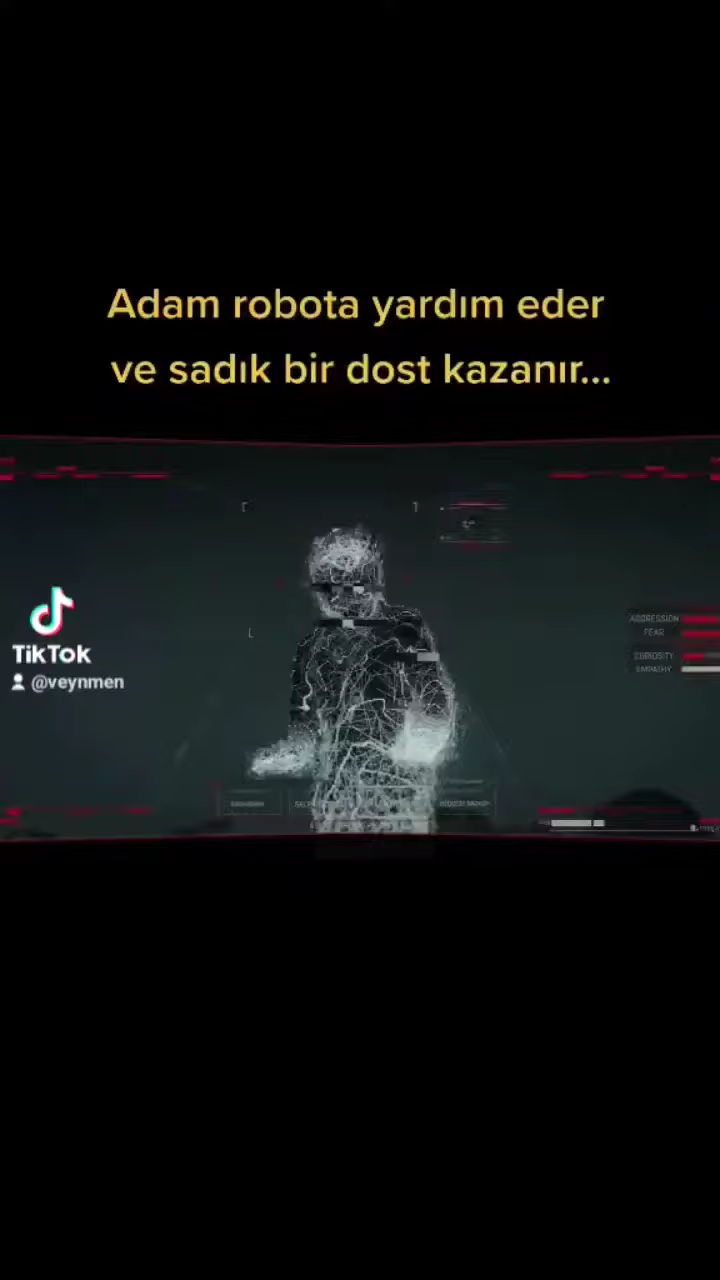 Adam robota yardım eder
ve sadık bir dost kazanır...
TikTok
@veynmen
AGGRESSION
FEAR
CURIOSITY
EMPATHY